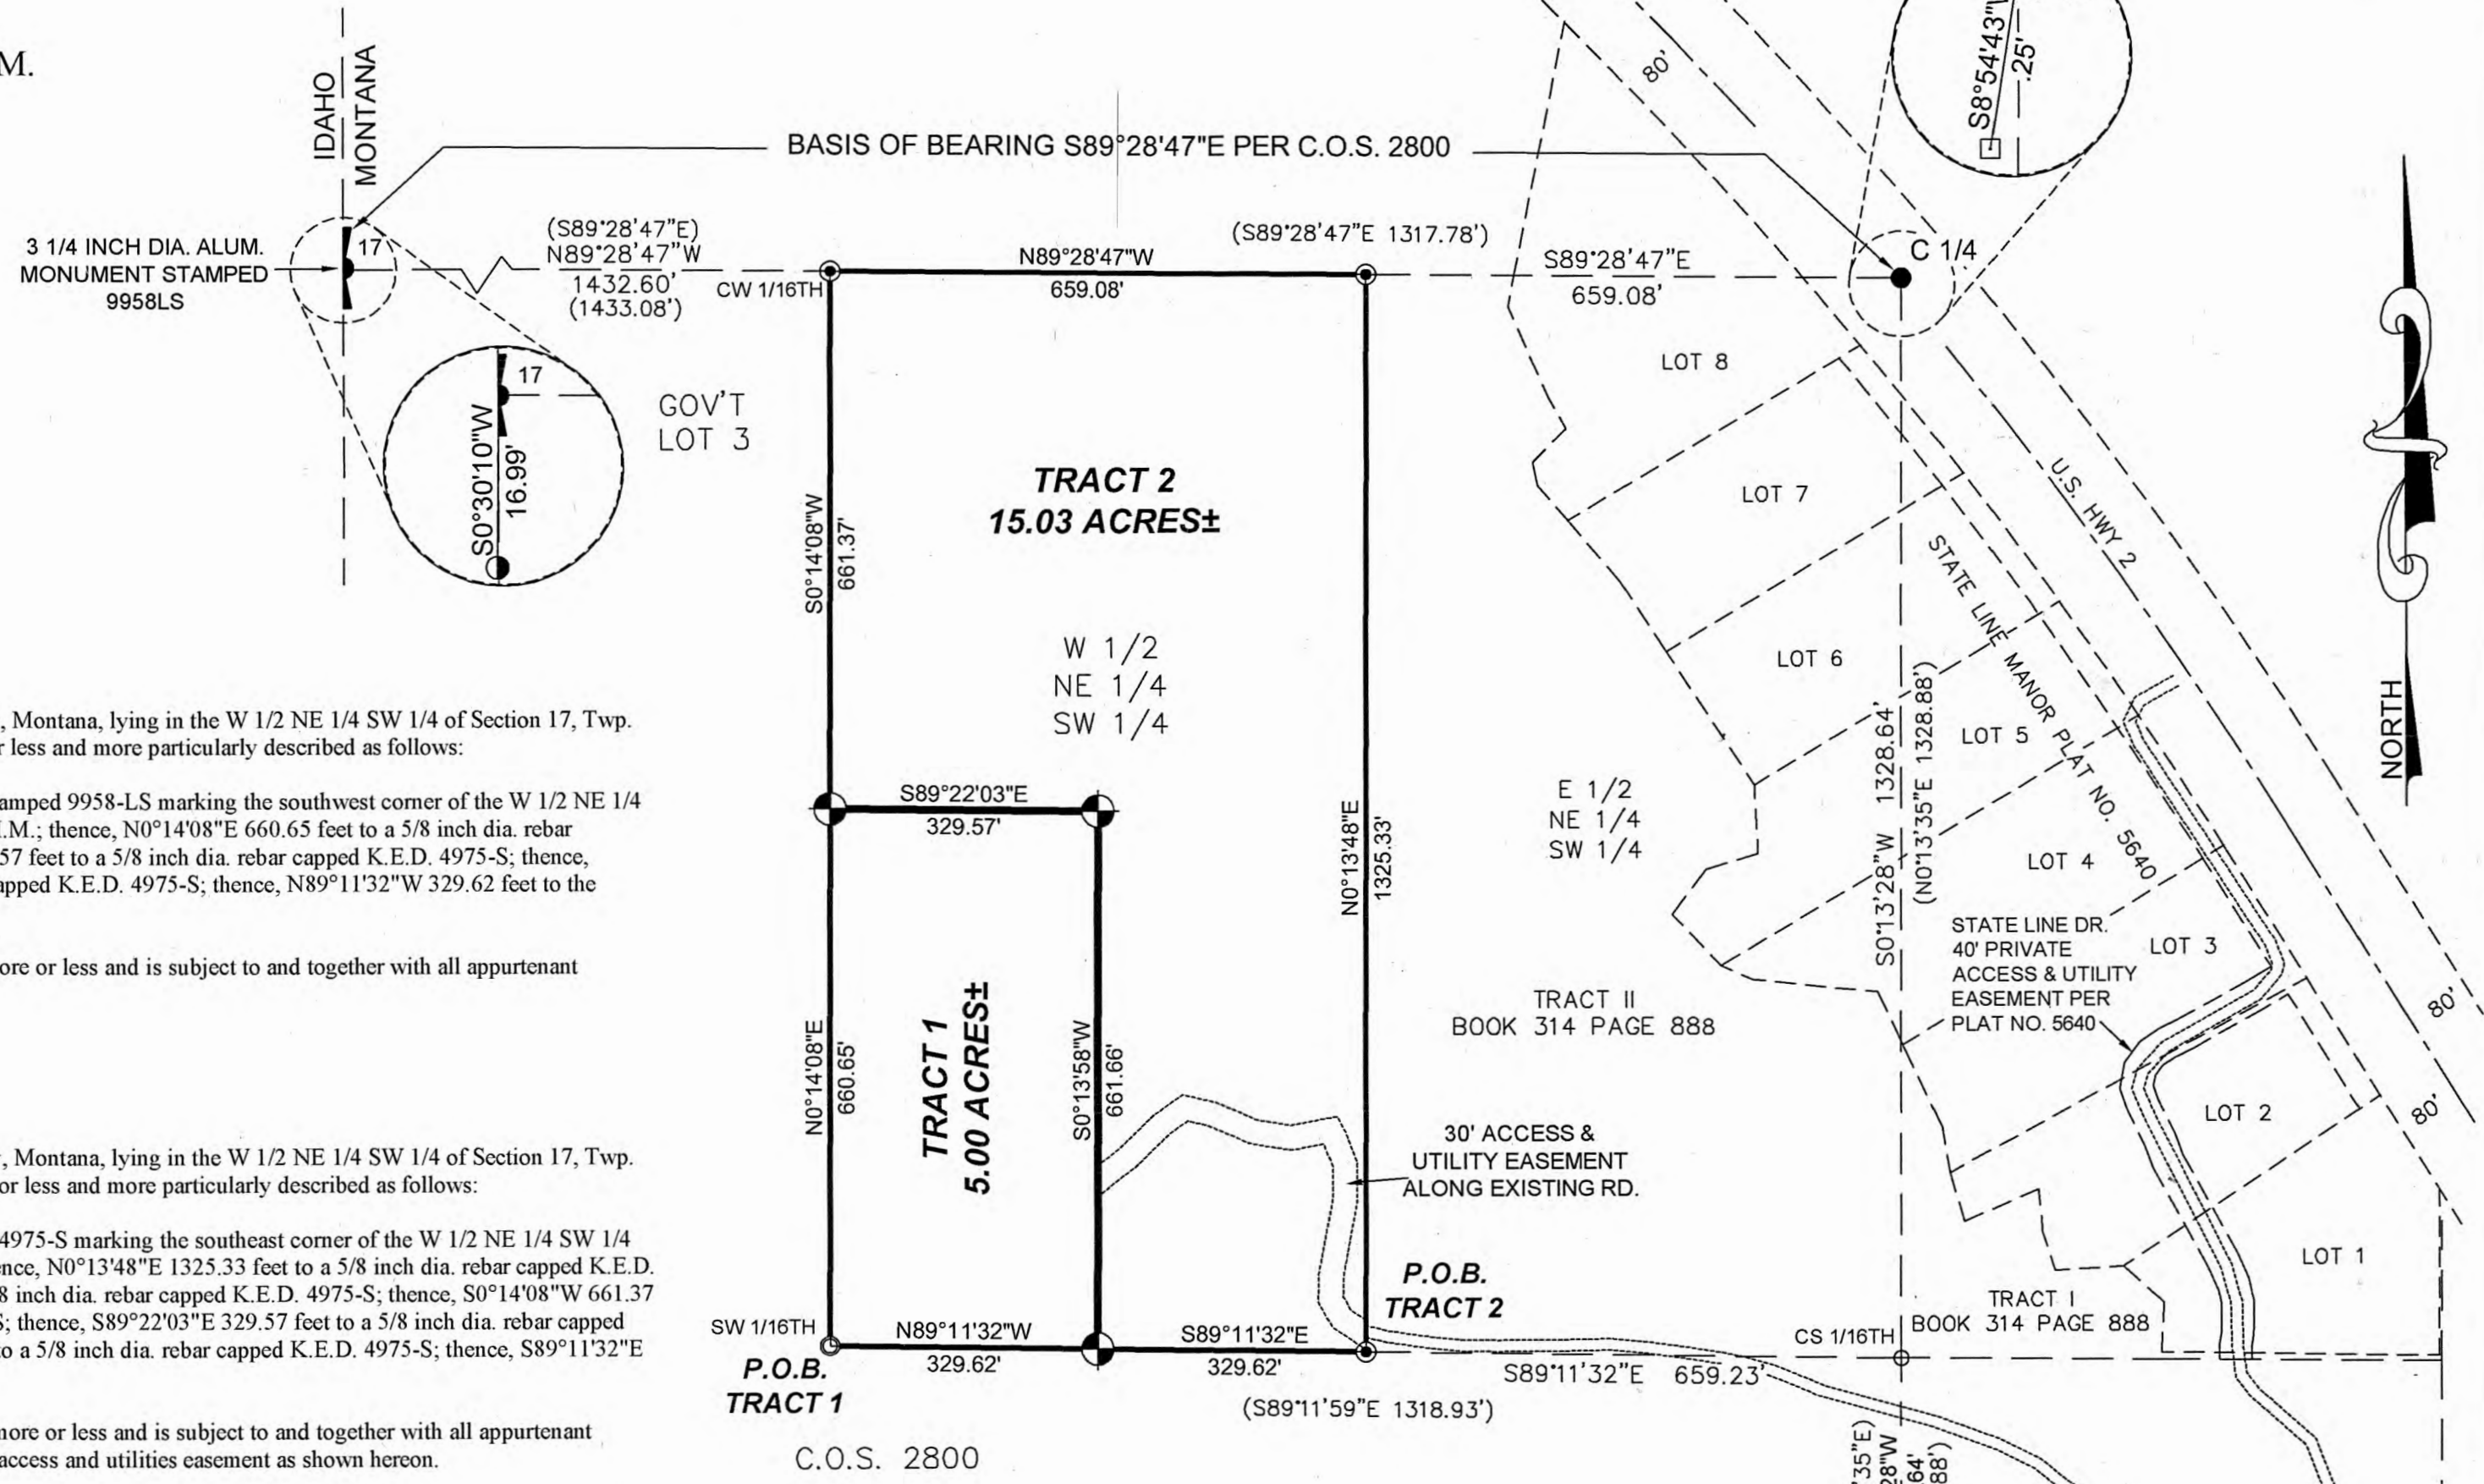 M.
IDAHO
MONTANA
BASIS OF BEARING S89°28'47"E PER C.O.S. 2800
3 1/4 INCH DIA. ALUM.
MONUMENT STAMPED
9958LS
17
(S89°28'47"E)
N89°28'47"W
1432.60'
(1433.08')
CW 1/16TH
N89°28'47"W
659.08'
(S89°28'47"E 1317.78')
S89°28'47"E
659.08'
C 1/4
80'
S8°54'43"
.25'
17
S0°30'10"W
16.99'
GOV'T
LOT 3
S0°14'08"W
661.37'
TRACT 2
15.03 ACRES±
W 1/2
NE 1/4
SW 1/4
LOT 8
LOT 7
LOT 6
LOT 5
LOT 4
LOT 3
LOT 2
LOT 1
U.S. HWY 2
STATE LINE MANOR PLAT NO. 5640
NORTH
S89°22'03"E
329.57'
N0°13'48"E
1325.33'
E 1/2
NE 1/4
SW 1/4
S0°13'28"W 1328.64'
(N0°13'35"E 1328.88')
STATE LINE DR.
40' PRIVATE
ACCESS & UTILITY
EASEMENT PER
PLAT NO. 5640
80'
80'
TRACT II
BOOK 314 PAGE 888
N0°14'08"E
660.65'
TRACT 1
5.00 ACRES±
S0°13'58"W
661.66'
30' ACCESS &
UTILITY EASEMENT
ALONG EXISTING RD.
P.O.B.
TRACT 2
SW 1/16TH
P.O.B.
TRACT 1
N89°11'32"W
329.62'
S89°11'32"E
329.62'
S89°11'32"E 659.23'
(S89°11'59"E 1318.93')
CS 1/16TH
TRACT I
BOOK 314 PAGE 888
C.O.S. 2800
'35"E)
28"W
64'
88')
, Montana, lying in the W 1/2 NE 1/4 SW 1/4 of Section 17, Twp.
r less and more particularly described as follows:
amped 9958-LS marking the southwest corner of the W 1/2 NE 1/4
.M.; thence, N0°14'08"E 660.65 feet to a 5/8 inch dia. rebar
57 feet to a 5/8 inch dia. rebar capped K.E.D. 4975-S; thence,
apped K.E.D. 4975-S; thence, N89°11'32"W 329.62 feet to the
ore or less and is subject to and together with all appurtenant
, Montana, lying in the W 1/2 NE 1/4 SW 1/4 of Section 17, Twp.
or less and more particularly described as follows:
4975-S marking the southeast corner of the W 1/2 NE 1/4 SW 1/4
nce, N0°13'48"E 1325.33 feet to a 5/8 inch dia. rebar capped K.E.D.
8 inch dia. rebar capped K.E.D. 4975-S; thence, S0°14'08"W 661.37
S; thence, S89°22'03"E 329.57 feet to a 5/8 inch dia. rebar capped
to a 5/8 inch dia. rebar capped K.E.D. 4975-S; thence, S89°11'32"E
more or less and is subject to and together with all appurtenant
access and utilities easement as shown hereon.